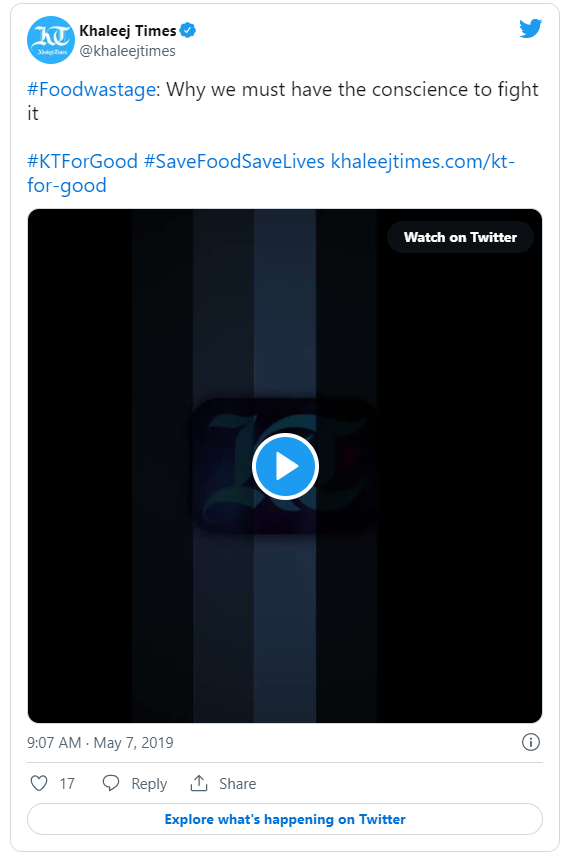 Khaleej Times
@khaleejtimes
#Foodwastage: Why we must have the conscience to fight
it
#KTForGood #SaveFoodSaveLives khaleejtimes.com/kt-
for-good
Watch on Twitter
KT
9:07 AM · May 7, 2019
17 Reply Share
Explore what's happening on Twitter